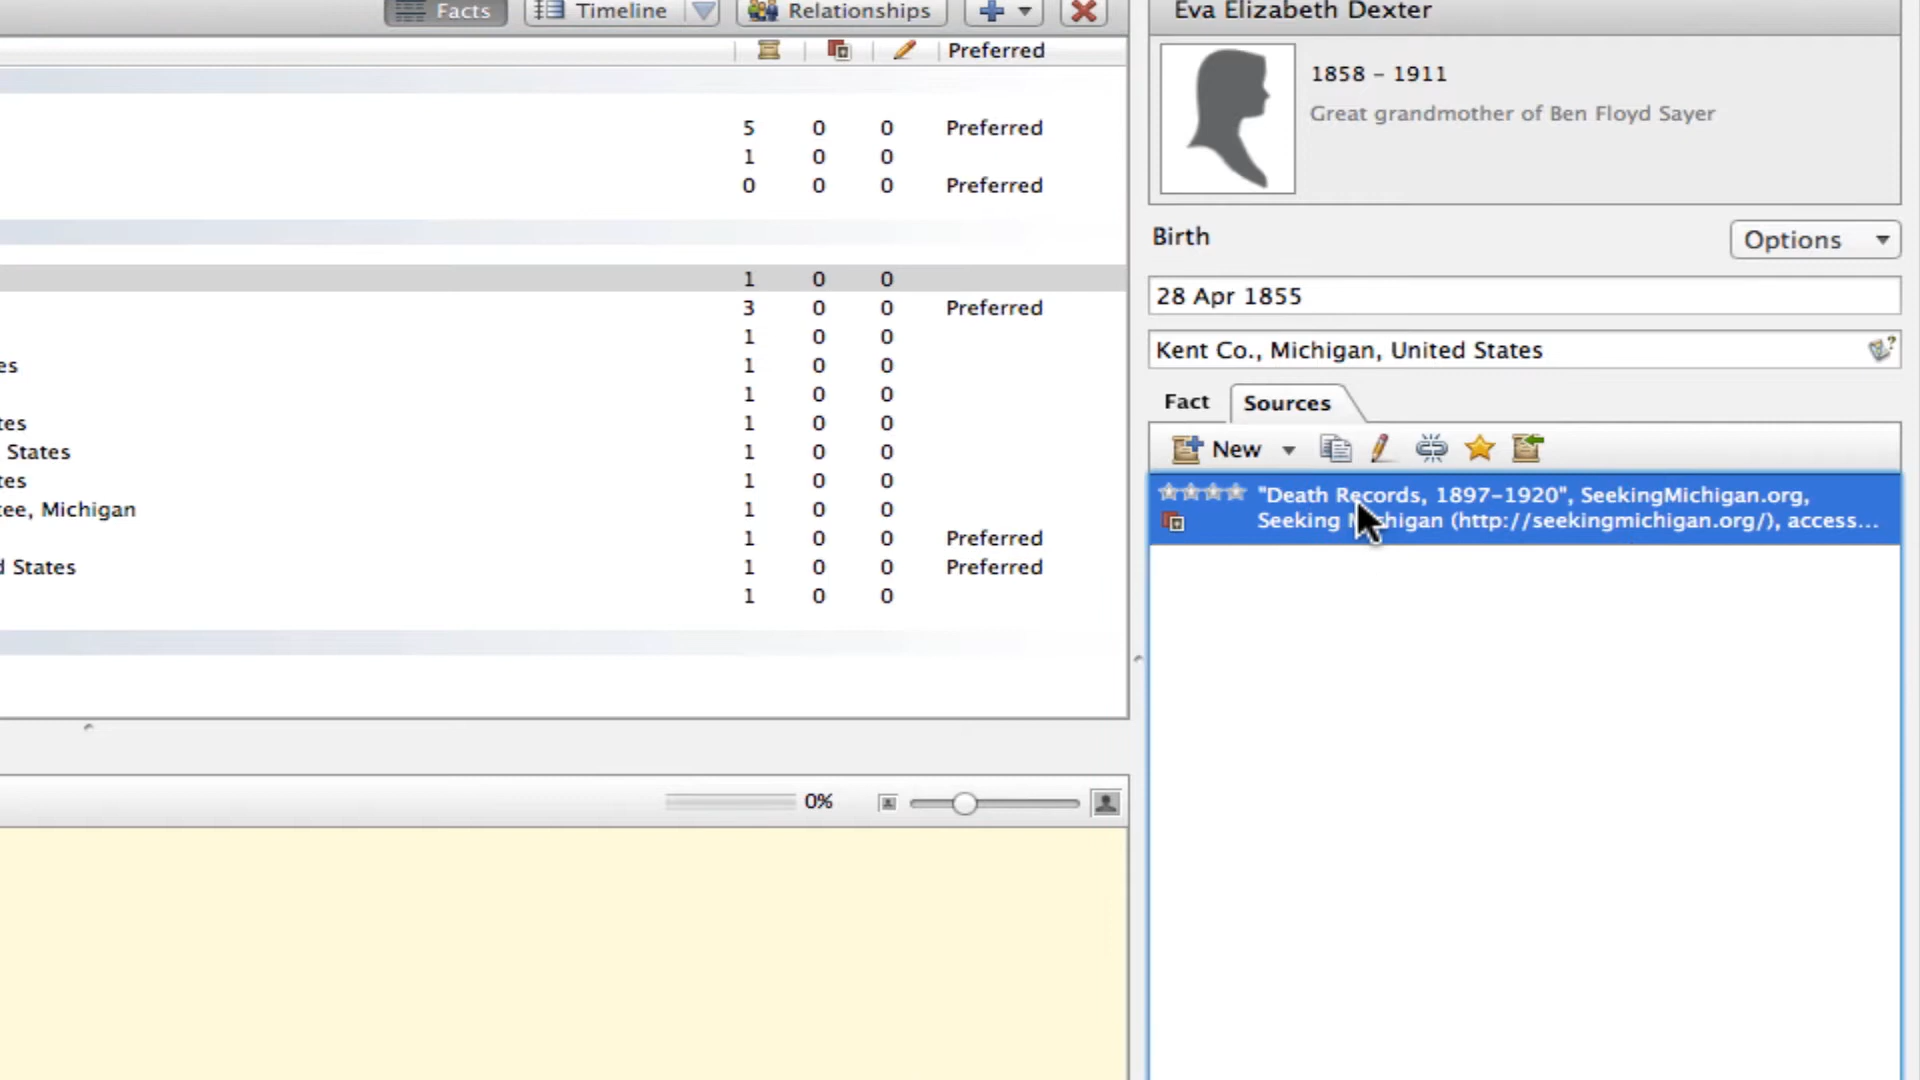 Facts Timeline Relationships
Preferred
5 0 0 Preferred
1 0 0
0 0 0 Preferred
1 0 0
3 0 0 Preferred
1 0 0
es 1 0 0
1 0 0
tes 1 0 0
States 1 0 0
tes 1 0 0
ee, Michigan 1 0 0
1 0 0 Preferred
d States 1 0 0 Preferred
1 0 0
0%
Eva Elizabeth Dexter
1858 – 1911
Great grandmother of Ben Floyd Sayer
Birth Options
28 Apr 1855
Kent Co., Michigan, United States
Fact Sources
New
"Death Records, 1897-1920", SeekingMichigan.org,
Seeking Michigan (http://seekingmichigan.org/), access...